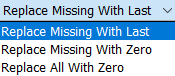 Replace Missing With Last
Replace Missing With Last
Replace Missing With Zero
Replace All With Zero